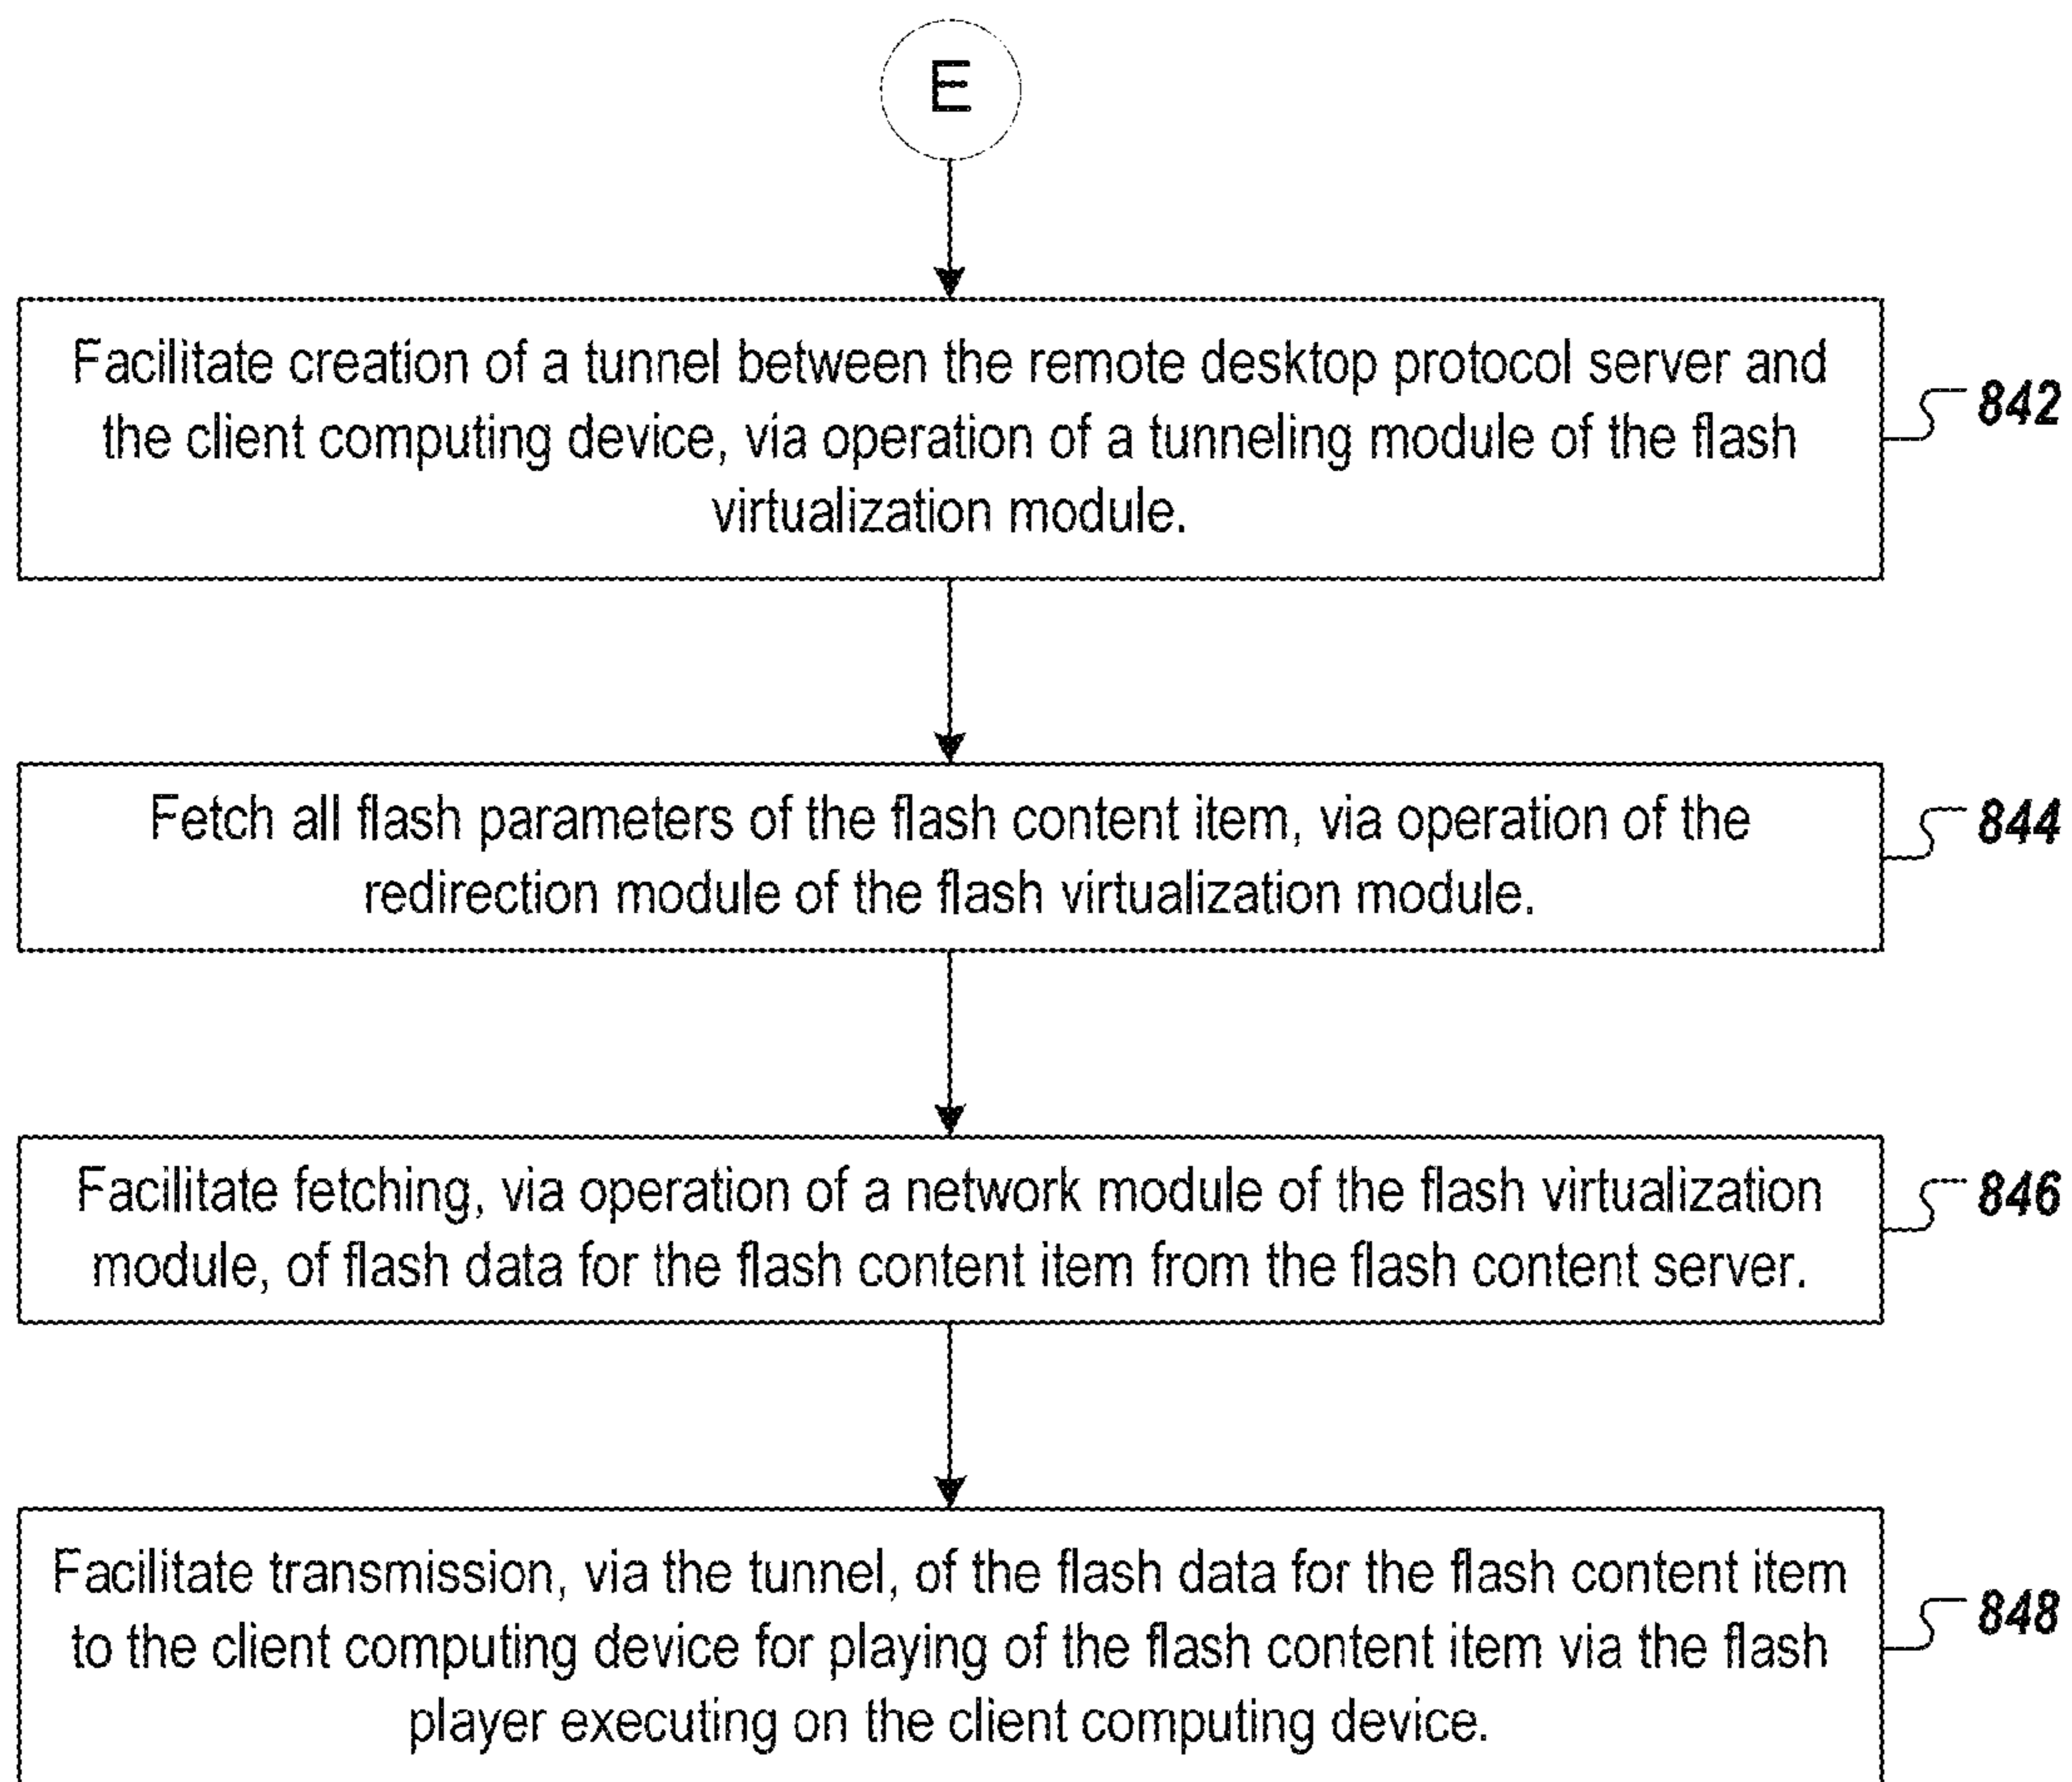 E
Facilitate creation of a tunnel between the remote desktop protocol server and
the client computing device, via operation of a tunneling module of the flash
virtualization module.
842
Fetch all flash parameters of the flash content item, via operation of the
redirection module of the flash virtualization module.
844
Facilitate fetching, via operation of a network module of the flash virtualization
module, of flash data for the flash content item from the flash content server.
846
Facilitate transmission, via the tunnel, of the flash data for the flash content item
to the client computing device for playing of the flash content item via the flash
player executing on the client computing device.
848